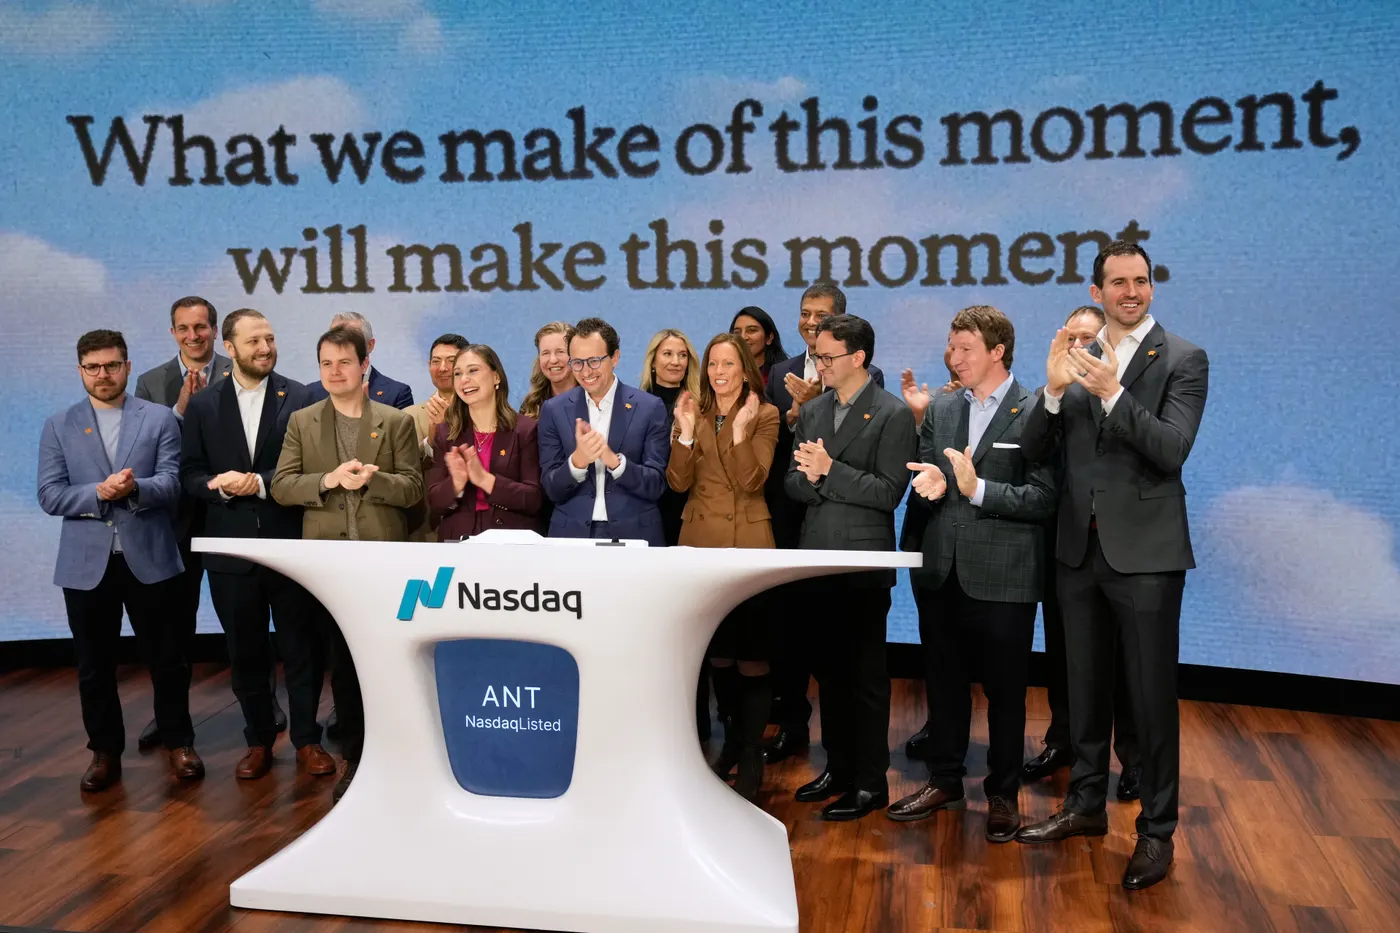 What we make of this moment,
will make this moment.
Nasdaq
ANT
NasdaqListed